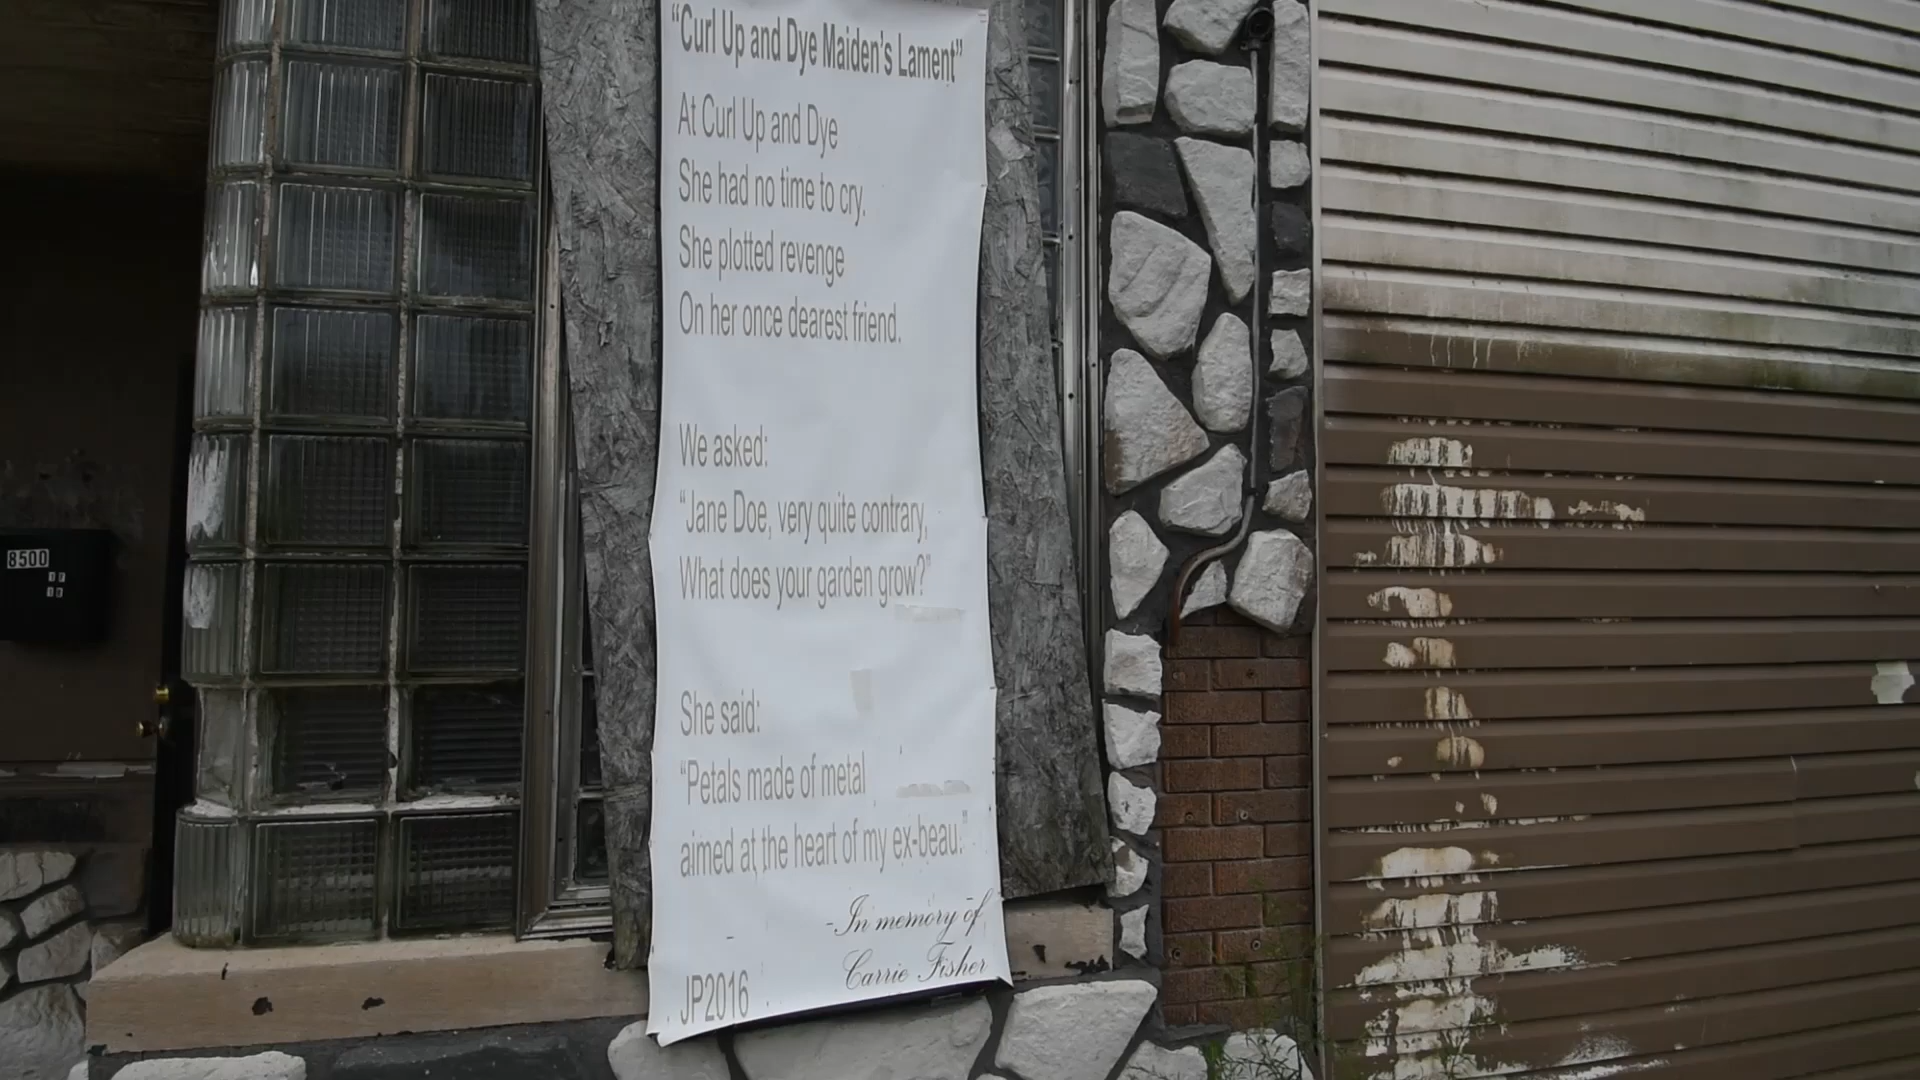 "Curl Up and Dye Maiden's Lament"
At Curl Up and Dye
She had no time to cry.
She plotted revenge
On her once dearest friend.
We asked:
"Jane Doe, very quite contrary,
What does your garden grow?"
She said:
"Petals made of metal
aimed at the heart of my ex-beau."
-In memory of
Carrie Fisher
JP2016
8500